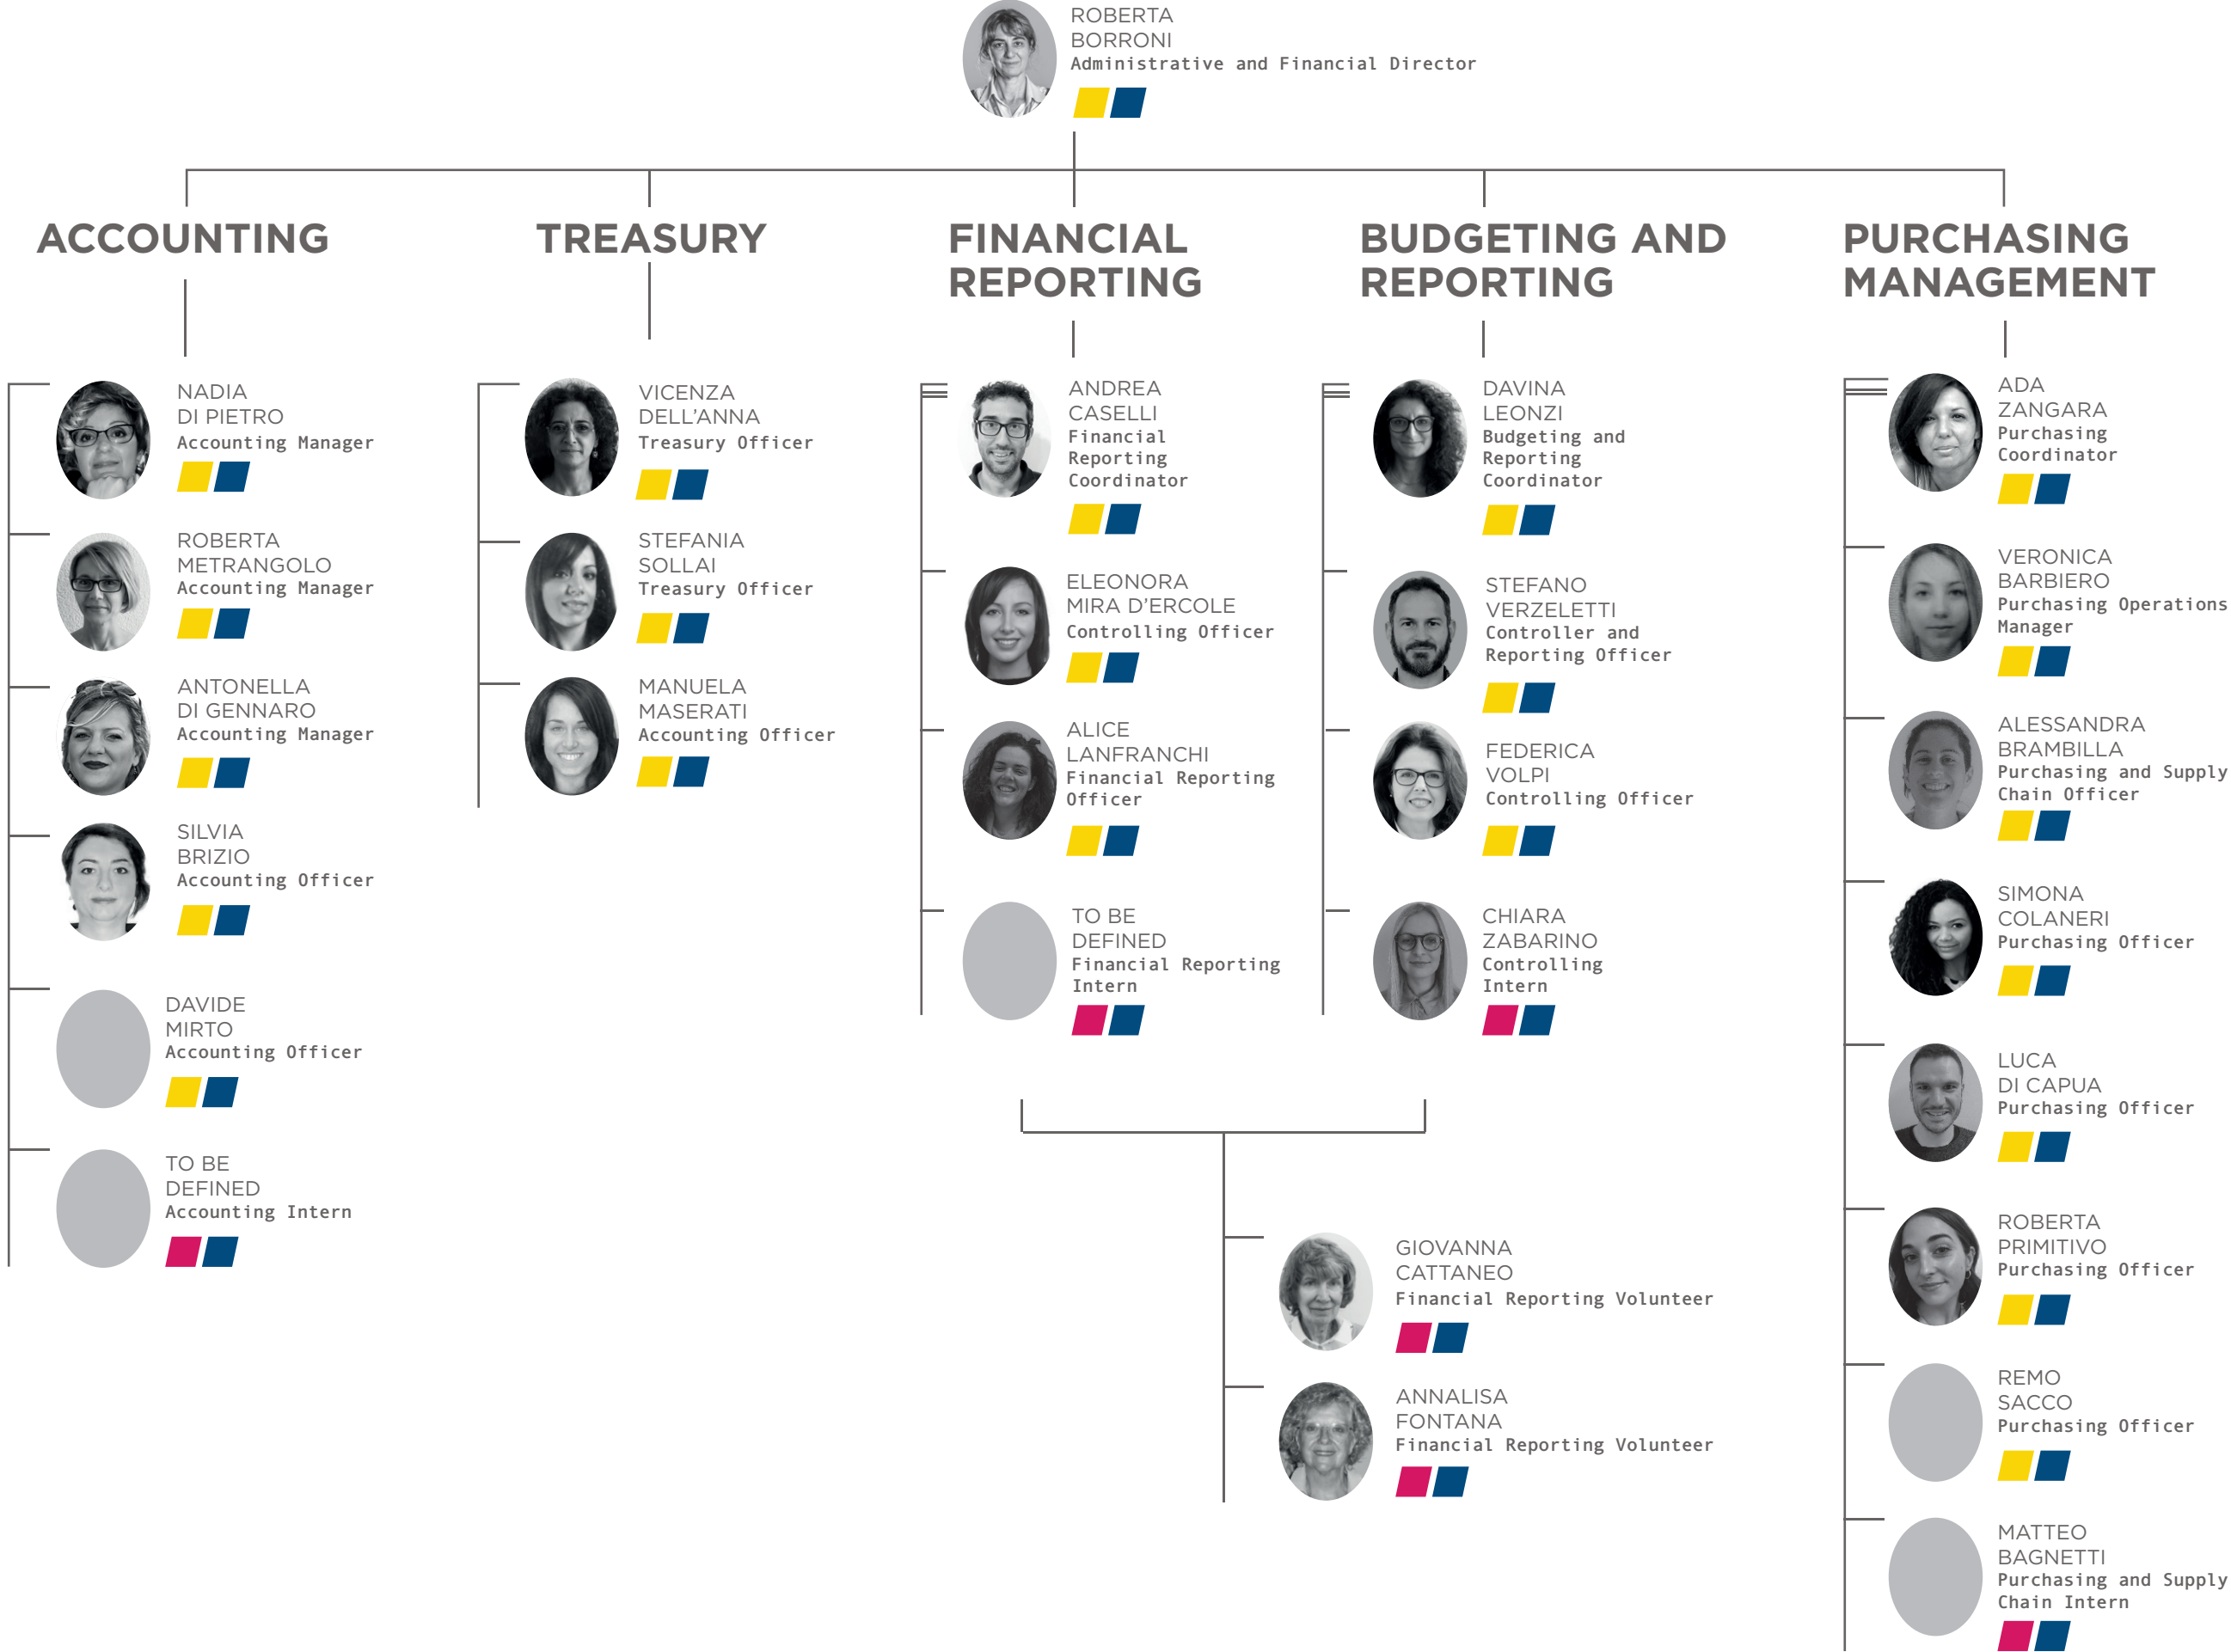 ROBERTA
BORRONI
Administrative and Financial Director
ACCOUNTING
NADIA
DI PIETRO
Accounting Manager
ROBERTA
METRANGOLO
Accounting Manager
ANTONELLA
DI GENNARO
Accounting Manager
SILVIA
BRIZIO
Accounting Officer
DAVIDE
MIRTO
Accounting Officer
TO BE
DEFINED
Accounting Intern
TREASURY
VICENZA
DELL'ANNA
Treasury Officer
STEFANIA
SOLLAI
Treasury Officer
MANUELA
MASERATI
Accounting Officer
FINANCIAL
REPORTING
ANDREA
CASELLI
Financial
Reporting
Coordinator
ELEONORA
MIRA D'ERCOLE
Controlling Officer
ALICE
LANFRANCHI
Financial Reporting
Officer
TO BE
DEFINED
Financial Reporting
Intern
BUDGETING AND
REPORTING
DAVINA
LEONZI
Budgeting and
Reporting
Coordinator
STEFANO
VERZELETTI
Controller and
Reporting Officer
FEDERICA
VOLPI
Controlling Officer
CHIARA
ZABARINO
Controlling
Intern
GIOVANNA
CATTANEO
Financial Reporting Volunteer
ANNALISA
FONTANA
Financial Reporting Volunteer
PURCHASING
MANAGEMENT
ADA
ZANGARA
Purchasing
Coordinator
VERONICA
BARBIERO
Purchasing Operations
Manager
ALESSANDRA
BRAMBILLA
Purchasing and Supply
Chain Officer
SIMONA
COLANERI
Purchasing Officer
LUCA
DI CAPUA
Purchasing Officer
ROBERTA
PRIMITIVO
Purchasing Officer
REMO
SACCO
Purchasing Officer
MATTEO
BAGNETTI
Purchasing and Supply
Chain Intern